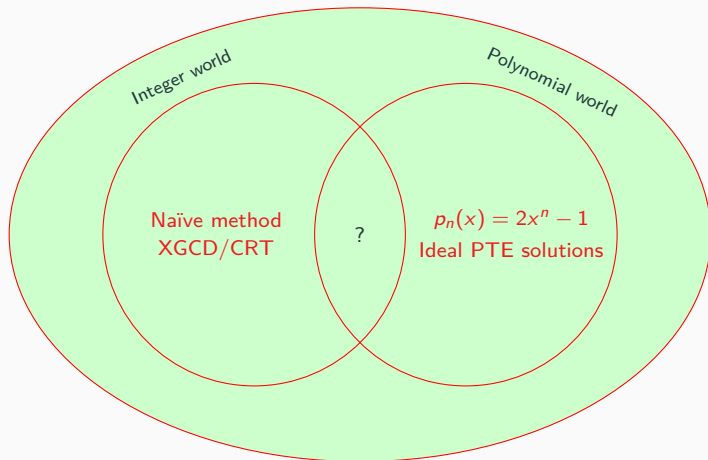 Integer world
Polynomial world
Naïve method
XGCD/CRT
?
pₙ(x) = 2xⁿ − 1
Ideal PTE solutions